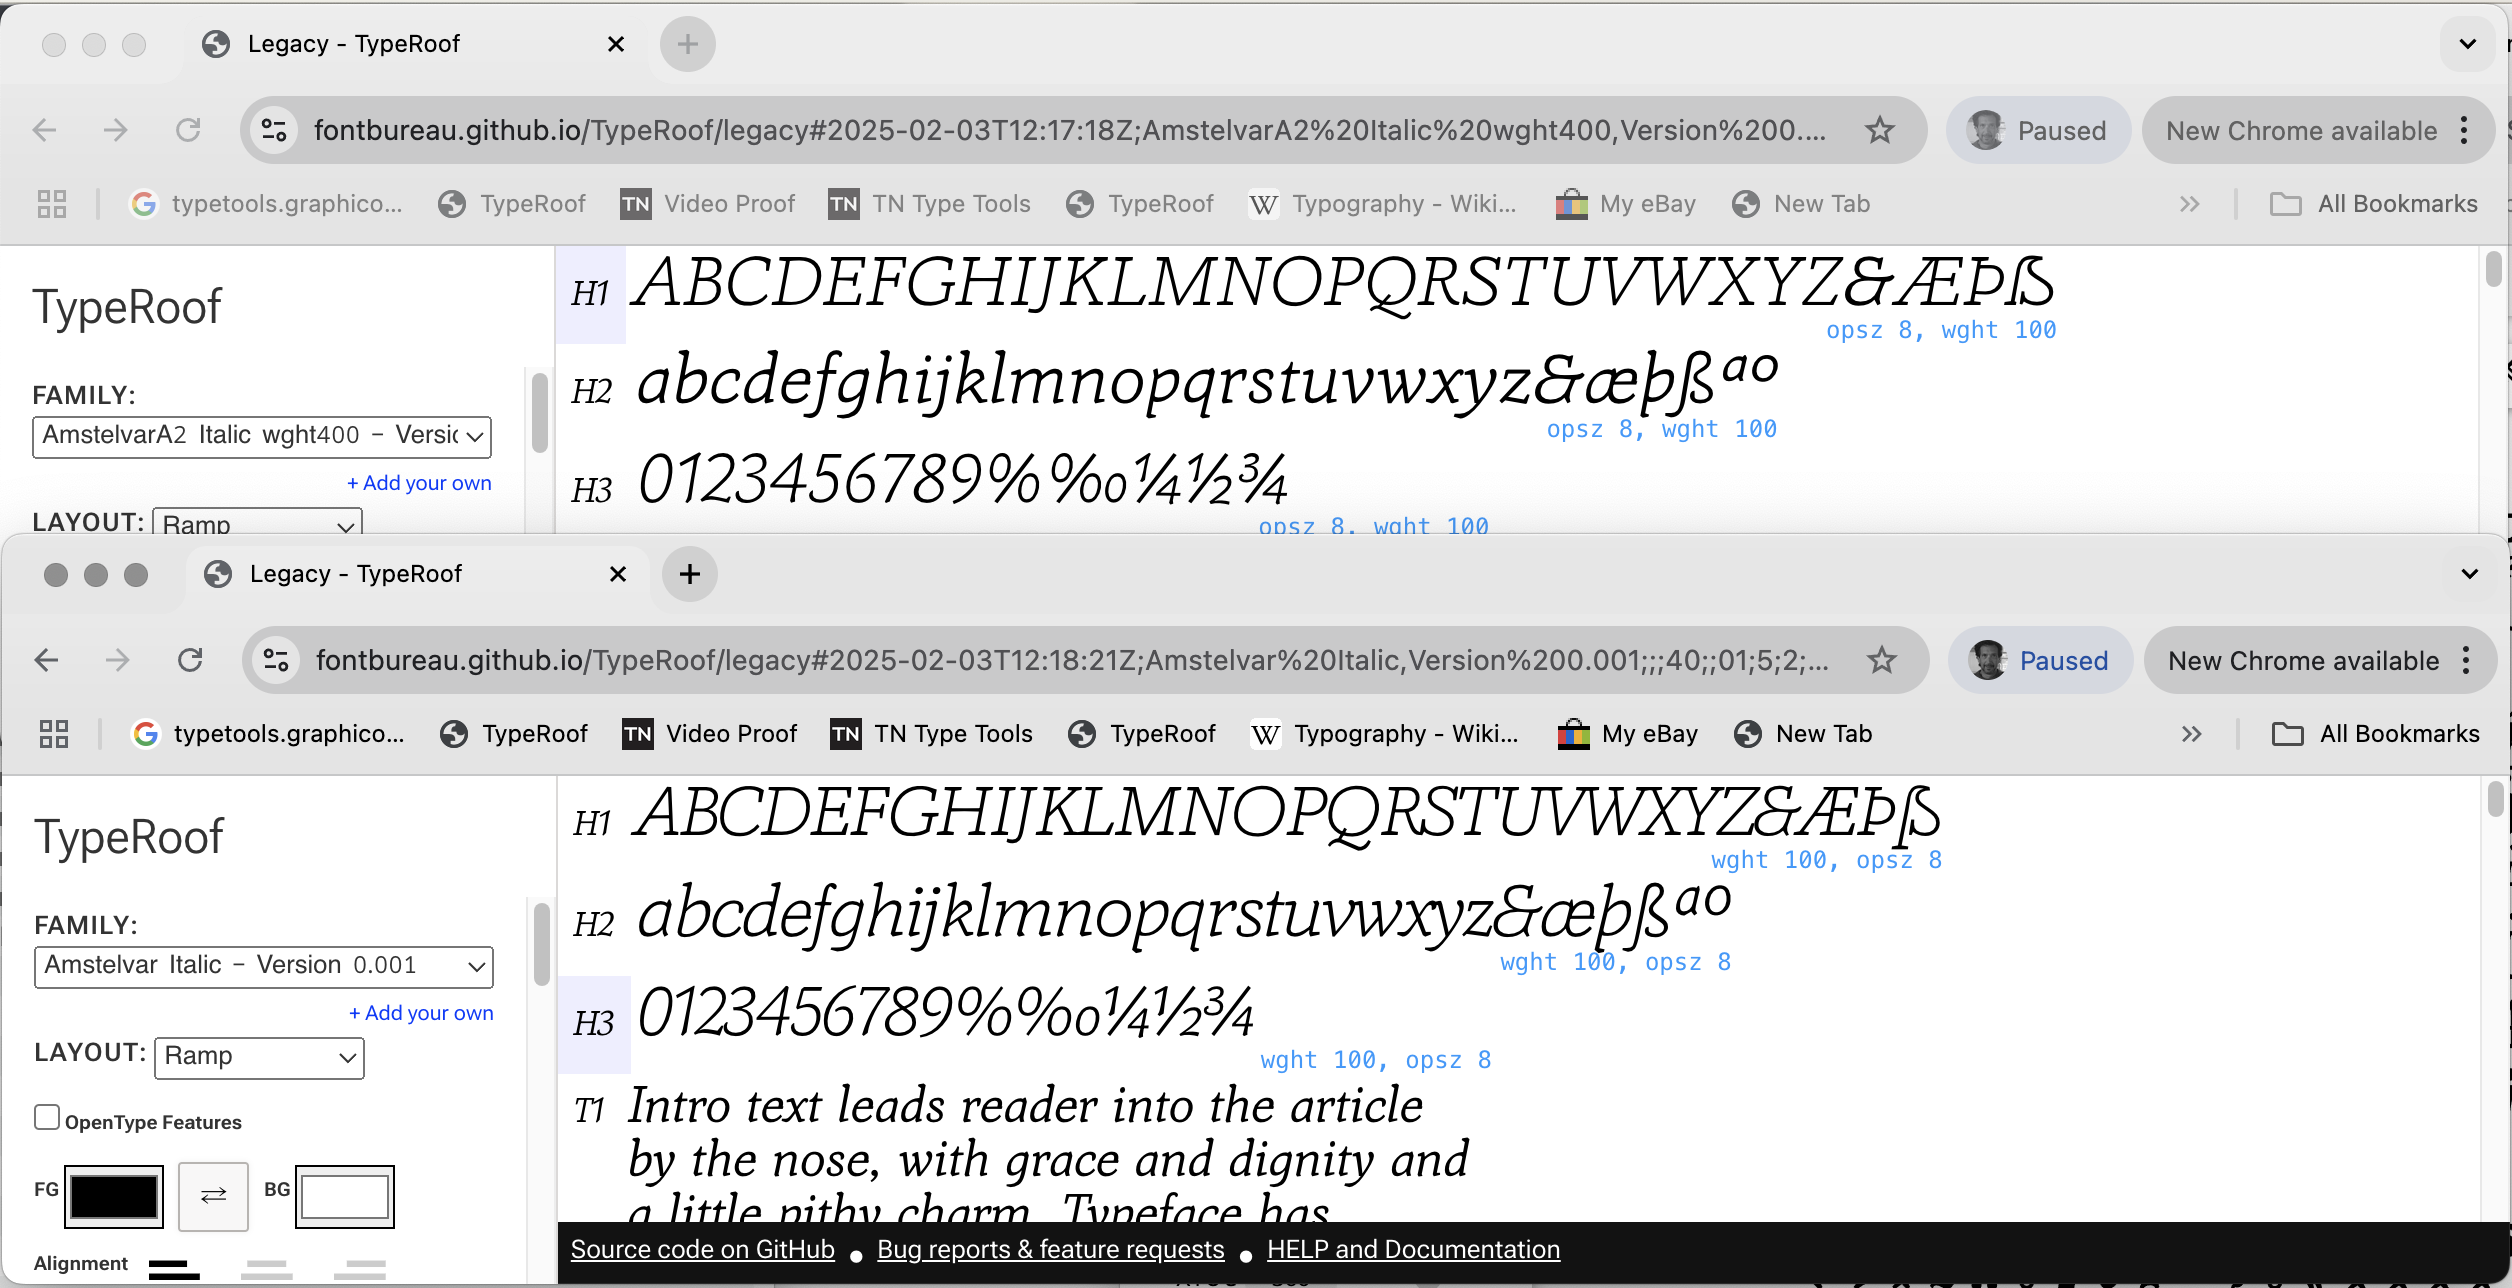 Legacy - TypeRoof
fontbureau.github.io/TypeRoof/legacy#2025-02-03T12:17:18Z;AmstelvarA2%20Italic%20wght400,Version%200.... Paused New Chrome available
typetools.graphico... TypeRoof TN Video Proof TN TN Type Tools TypeRoof W Typography - Wiki... My eBay New Tab » All Bookmarks
TypeRoof
FAMILY:
AmstelvarA2 Italic wght400 - Versic
+ Add your own
LAYOUT: Ramp
H1 ABCDEFGHIJKLMNOPQRSTUVWXYZ&ÆÞẞ
opsz 8, wght 100
H2 abcdefghijklmnopqrstuvwxyz&æþßªº
opsz 8, wght 100
H3 0123456789%‰¼½¾
opsz 8, wght 100
Legacy - TypeRoof
fontbureau.github.io/TypeRoof/legacy#2025-02-03T12:18:21Z;Amstelvar%20Italic,Version%200.001;;;40;;01;5;2;... Paused New Chrome available
typetools.graphico... TypeRoof TN Video Proof TN TN Type Tools TypeRoof W Typography - Wiki... My eBay New Tab » All Bookmarks
TypeRoof
FAMILY:
Amstelvar Italic - Version 0.001
+ Add your own
LAYOUT: Ramp
OpenType Features
FG BG
Alignment
H1 ABCDEFGHIJKLMNOPQRSTUVWXYZ&ÆÞẞ
wght 100, opsz 8
H2 abcdefghijklmnopqrstuvwxyz&æþßªº
wght 100, opsz 8
H3 0123456789%‰¼½¾
wght 100, opsz 8
T1 Intro text leads reader into the article
by the nose, with grace and dignity and
a little pithy charm. Typeface has
Source code on GitHub ● Bug reports & feature requests ● HELP and Documentation